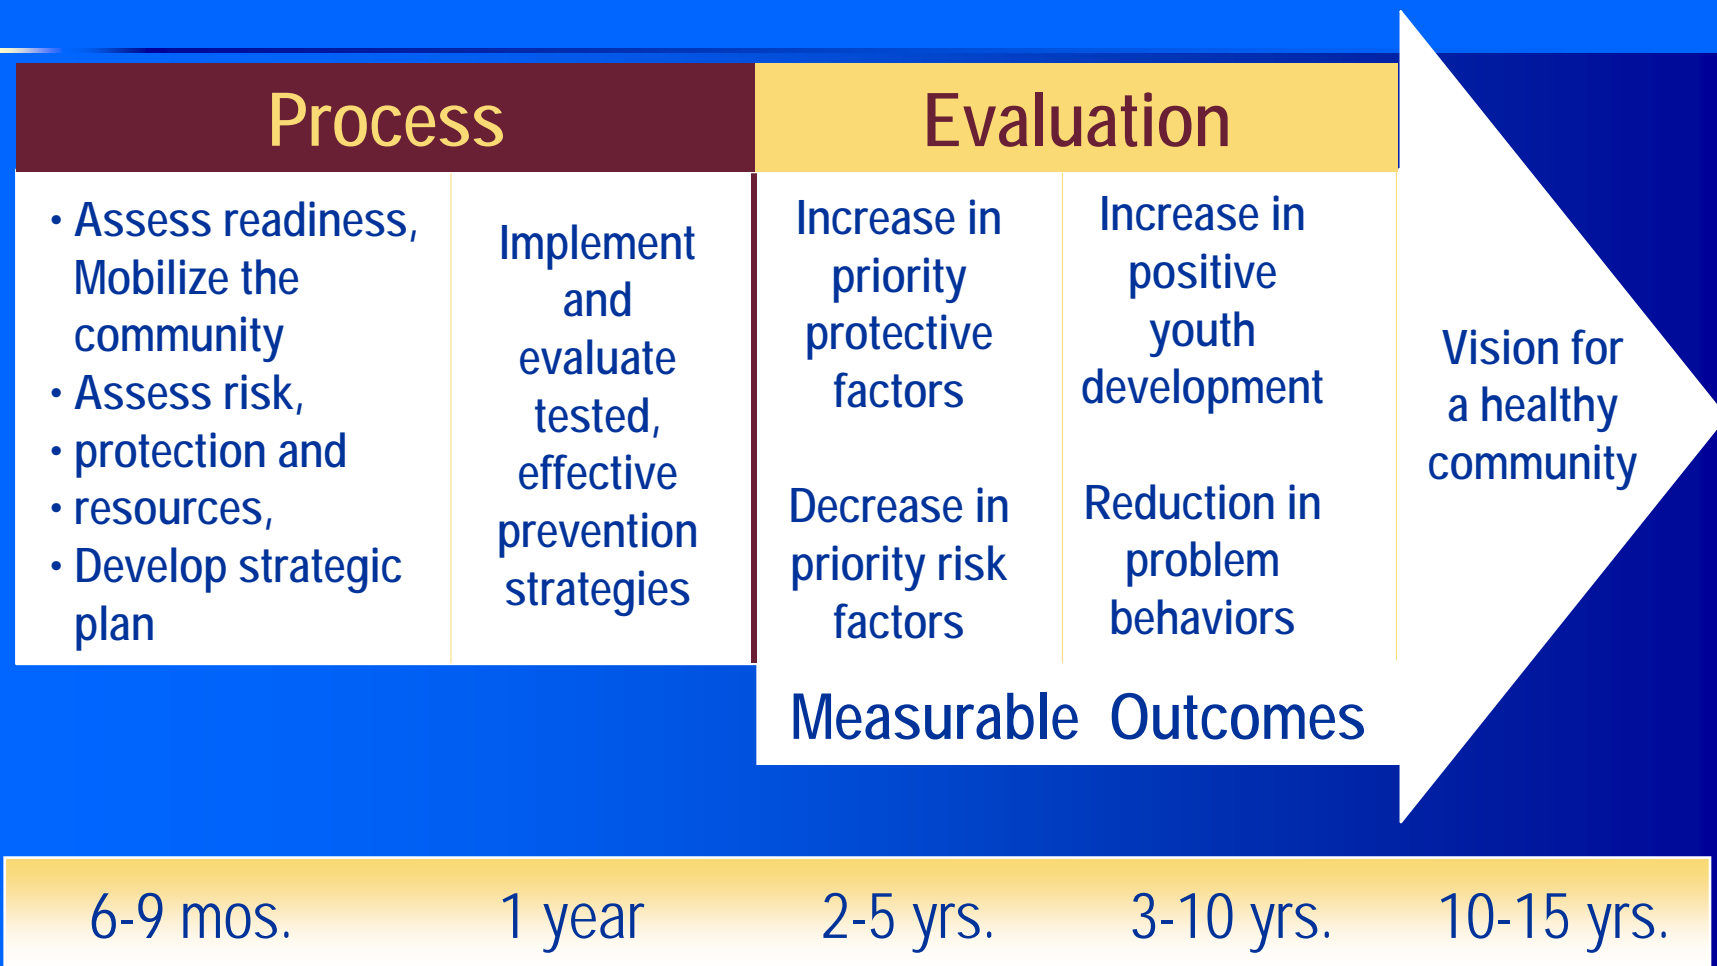 Process
Evaluation
• Assess readiness,
Mobilize the
community
• Assess risk,
• protection and
• resources,
• Develop strategic
plan
Implement
and
evaluate
tested,
effective
prevention
strategies
Increase in
priority
protective
factors
Decrease in
priority risk
factors
Increase in
positive
youth
development
Reduction in
problem
behaviors
Measurable Outcomes
Vision for
a healthy
community
6-9 mos.
1 year
2-5 yrs.
3-10 yrs.
10-15 yrs.